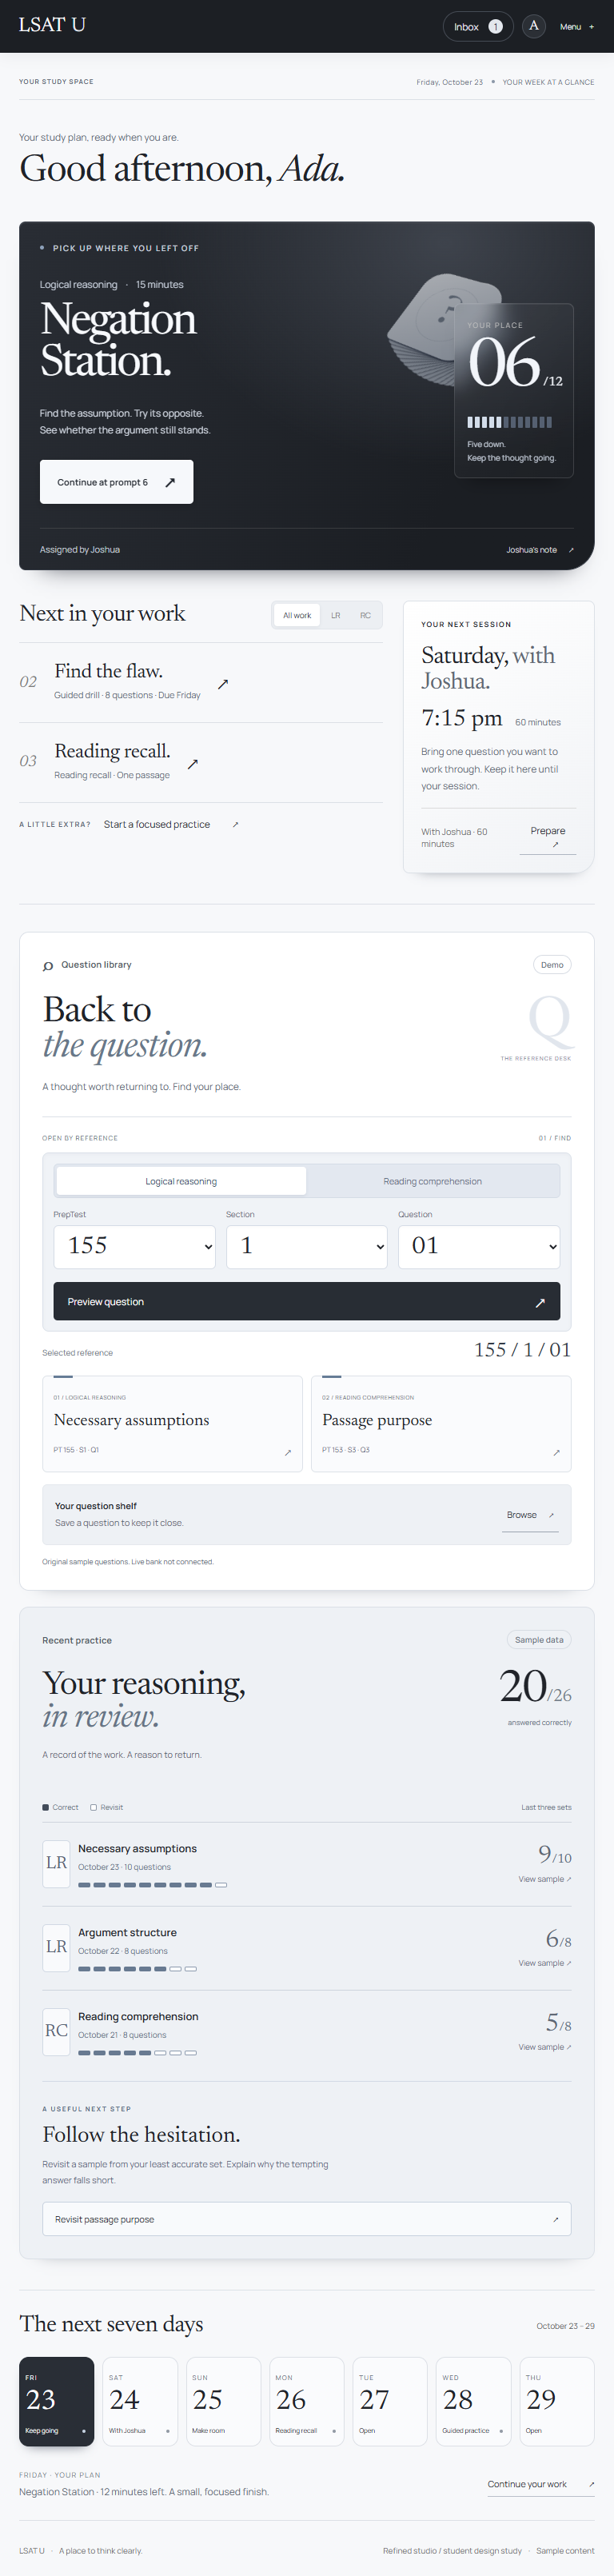 LSAT U
Inbox 1
A
Menu +
YOUR STUDY SPACE
Friday, October 23 • YOUR WEEK AT A GLANCE
Your study plan, ready when you are.
Good afternoon, Ada.
PICK UP WHERE YOU LEFT OFF
Logical reasoning · 15 minutes
Negation
Station.
Find the assumption. Try its opposite.
See whether the argument still stands.
Continue at prompt 6 ↗
YOUR PLACE
06/12
Five down.
Keep the thought going.
Assigned by Joshua
Joshua's note ↗
Next in your work
All work LR RC
02 Find the flaw. ↗
Guided drill · 8 questions · Due Friday
03 Reading recall. ↗
Reading recall · One passage
A LITTLE EXTRA? Start a focused practice ↗
YOUR NEXT SESSION
Saturday, with
Joshua.
7:15 pm 60 minutes
Bring one question you want to
work through. Keep it here until
your session.
With Joshua · 60
minutes
Prepare
↗
Question library
Demo
Back to
the question.
Q
THE REFERENCE DESK
A thought worth returning to. Find your place.
OPEN BY REFERENCE
01 / FIND
Logical reasoning
Reading comprehension
PrepTest Section Question
155 1 01
Preview question ↗
Selected reference
155 / 1 / 01
01 / LOGICAL REASONING
Necessary assumptions
PT 155 · S1 · Q1 ↗
02 / READING COMPREHENSION
Passage purpose
PT 153 · S3 · Q3 ↗
Your question shelf
Save a question to keep it close.
Browse ↗
Original sample questions. Live bank not connected.
Recent practice
Sample data
Your reasoning,
in review.
20/26
answered correctly
A record of the work. A reason to return.
Correct Revisit
Last three sets
LR
Necessary assumptions
October 23 · 10 questions
9/10
View sample ↗
LR
Argument structure
October 22 · 8 questions
6/8
View sample ↗
RC
Reading comprehension
October 21 · 8 questions
5/8
View sample ↗
A USEFUL NEXT STEP
Follow the hesitation.
Revisit a sample from your least accurate set. Explain why the tempting
answer falls short.
Revisit passage purpose ↗
The next seven days
October 23 – 29
FRI
23
Keep going
SAT
24
With Joshua
SUN
25
Make room
MON
26
Reading recall
TUE
27
Open
WED
28
Guided practice
THU
29
Open
FRIDAY · YOUR PLAN
Negation Station · 12 minutes left. A small, focused finish.
Continue your work ↗
LSAT U · A place to think clearly.
Refined studio / student design study · Sample content